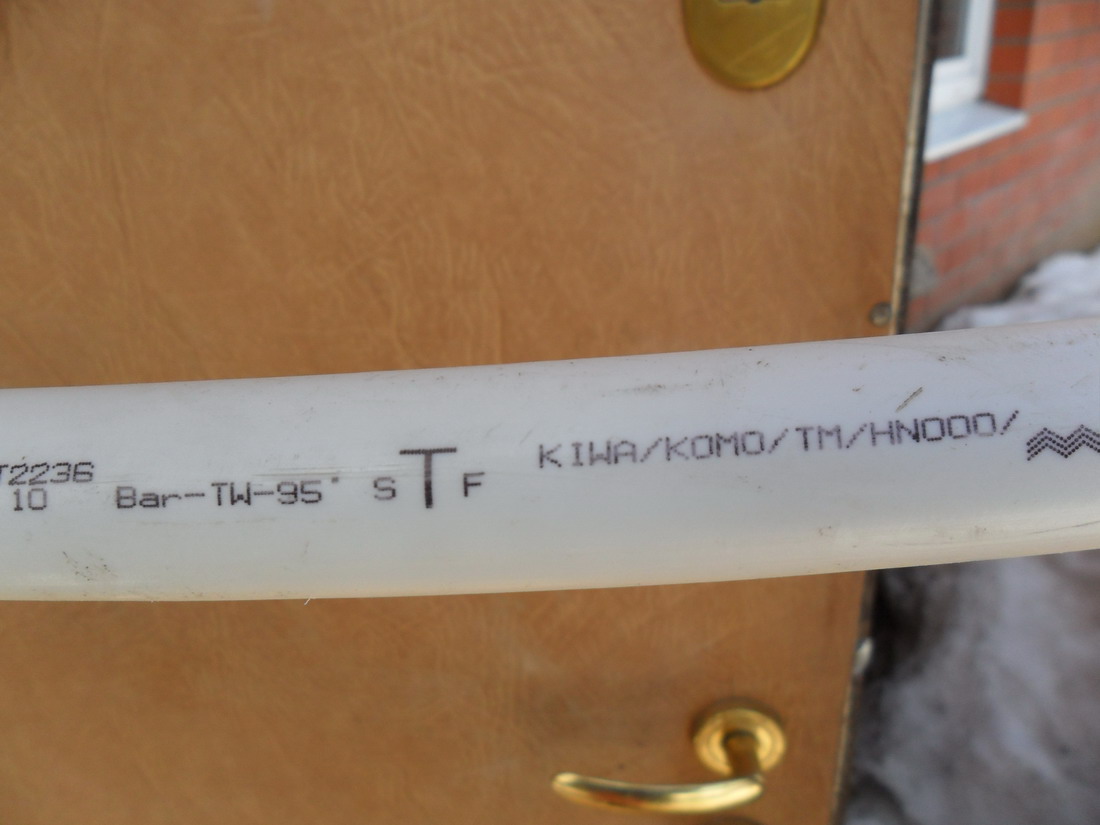 T2236
10 Bar-TW-95° S T F KIWA/KOMO/TM/HN000/